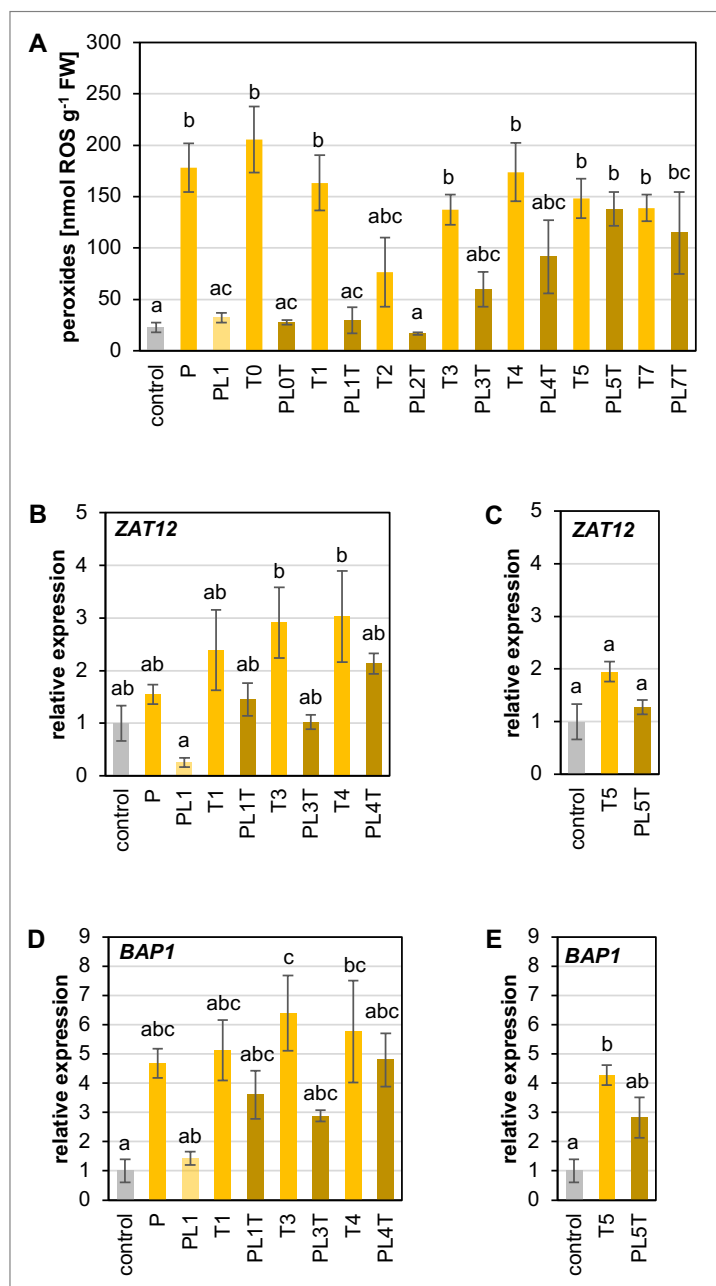 A
peroxides [nmol ROS g⁻¹ FW]
300
250
200
150
100
50
0
a
b
ac
b
ac
b
ac
abc
a
b
abc
b
abc
b
b
b
bc
control
P
PL1
T0
PL0T
T1
PL1T
T2
PL2T
T3
PL3T
T4
PL4T
T5
PL5T
T7
PL7T
B
ZAT12
relative expression
5
4
3
2
1
0
ab
ab
a
ab
ab
b
ab
b
ab
control
P
PL1
T1
PL1T
T3
PL3T
T4
PL4T
C
ZAT12
relative expression
5
4
3
2
1
0
a
a
a
control
T5
PL5T
D
BAP1
relative expression
9
8
7
6
5
4
3
2
1
0
a
abc
ab
abc
abc
c
abc
bc
abc
control
P
PL1
T1
PL1T
T3
PL3T
T4
PL4T
E
BAP1
relative expression
9
8
7
6
5
4
3
2
1
0
a
b
ab
control
T5
PL5T